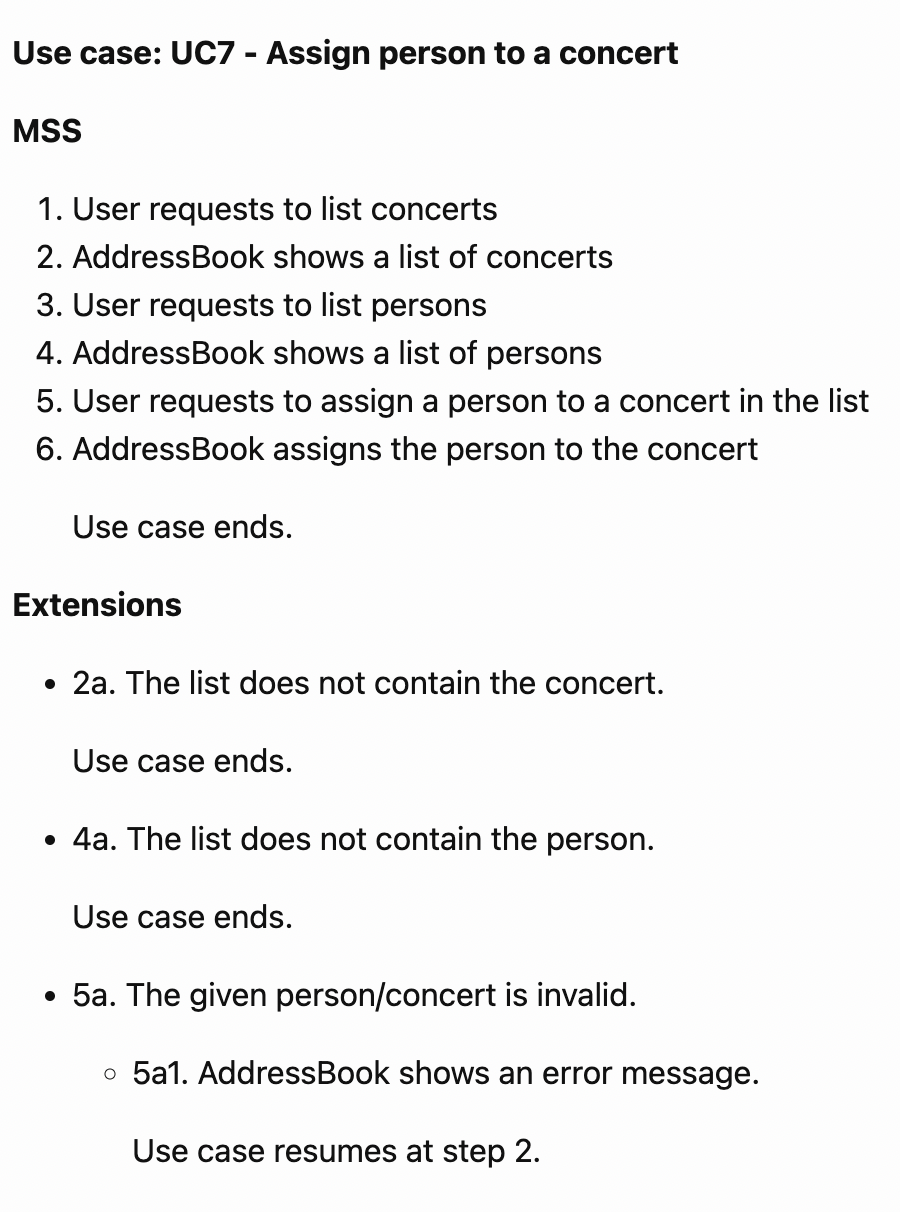 Use case: UC7 - Assign person to a concert
MSS
1. User requests to list concerts
2. AddressBook shows a list of concerts
3. User requests to list persons
4. AddressBook shows a list of persons
5. User requests to assign a person to a concert in the list
6. AddressBook assigns the person to the concert
Use case ends.
Extensions
• 2a. The list does not contain the concert.
Use case ends.
• 4a. The list does not contain the person.
Use case ends.
• 5a. The given person/concert is invalid.
○ 5a1. AddressBook shows an error message.
Use case resumes at step 2.